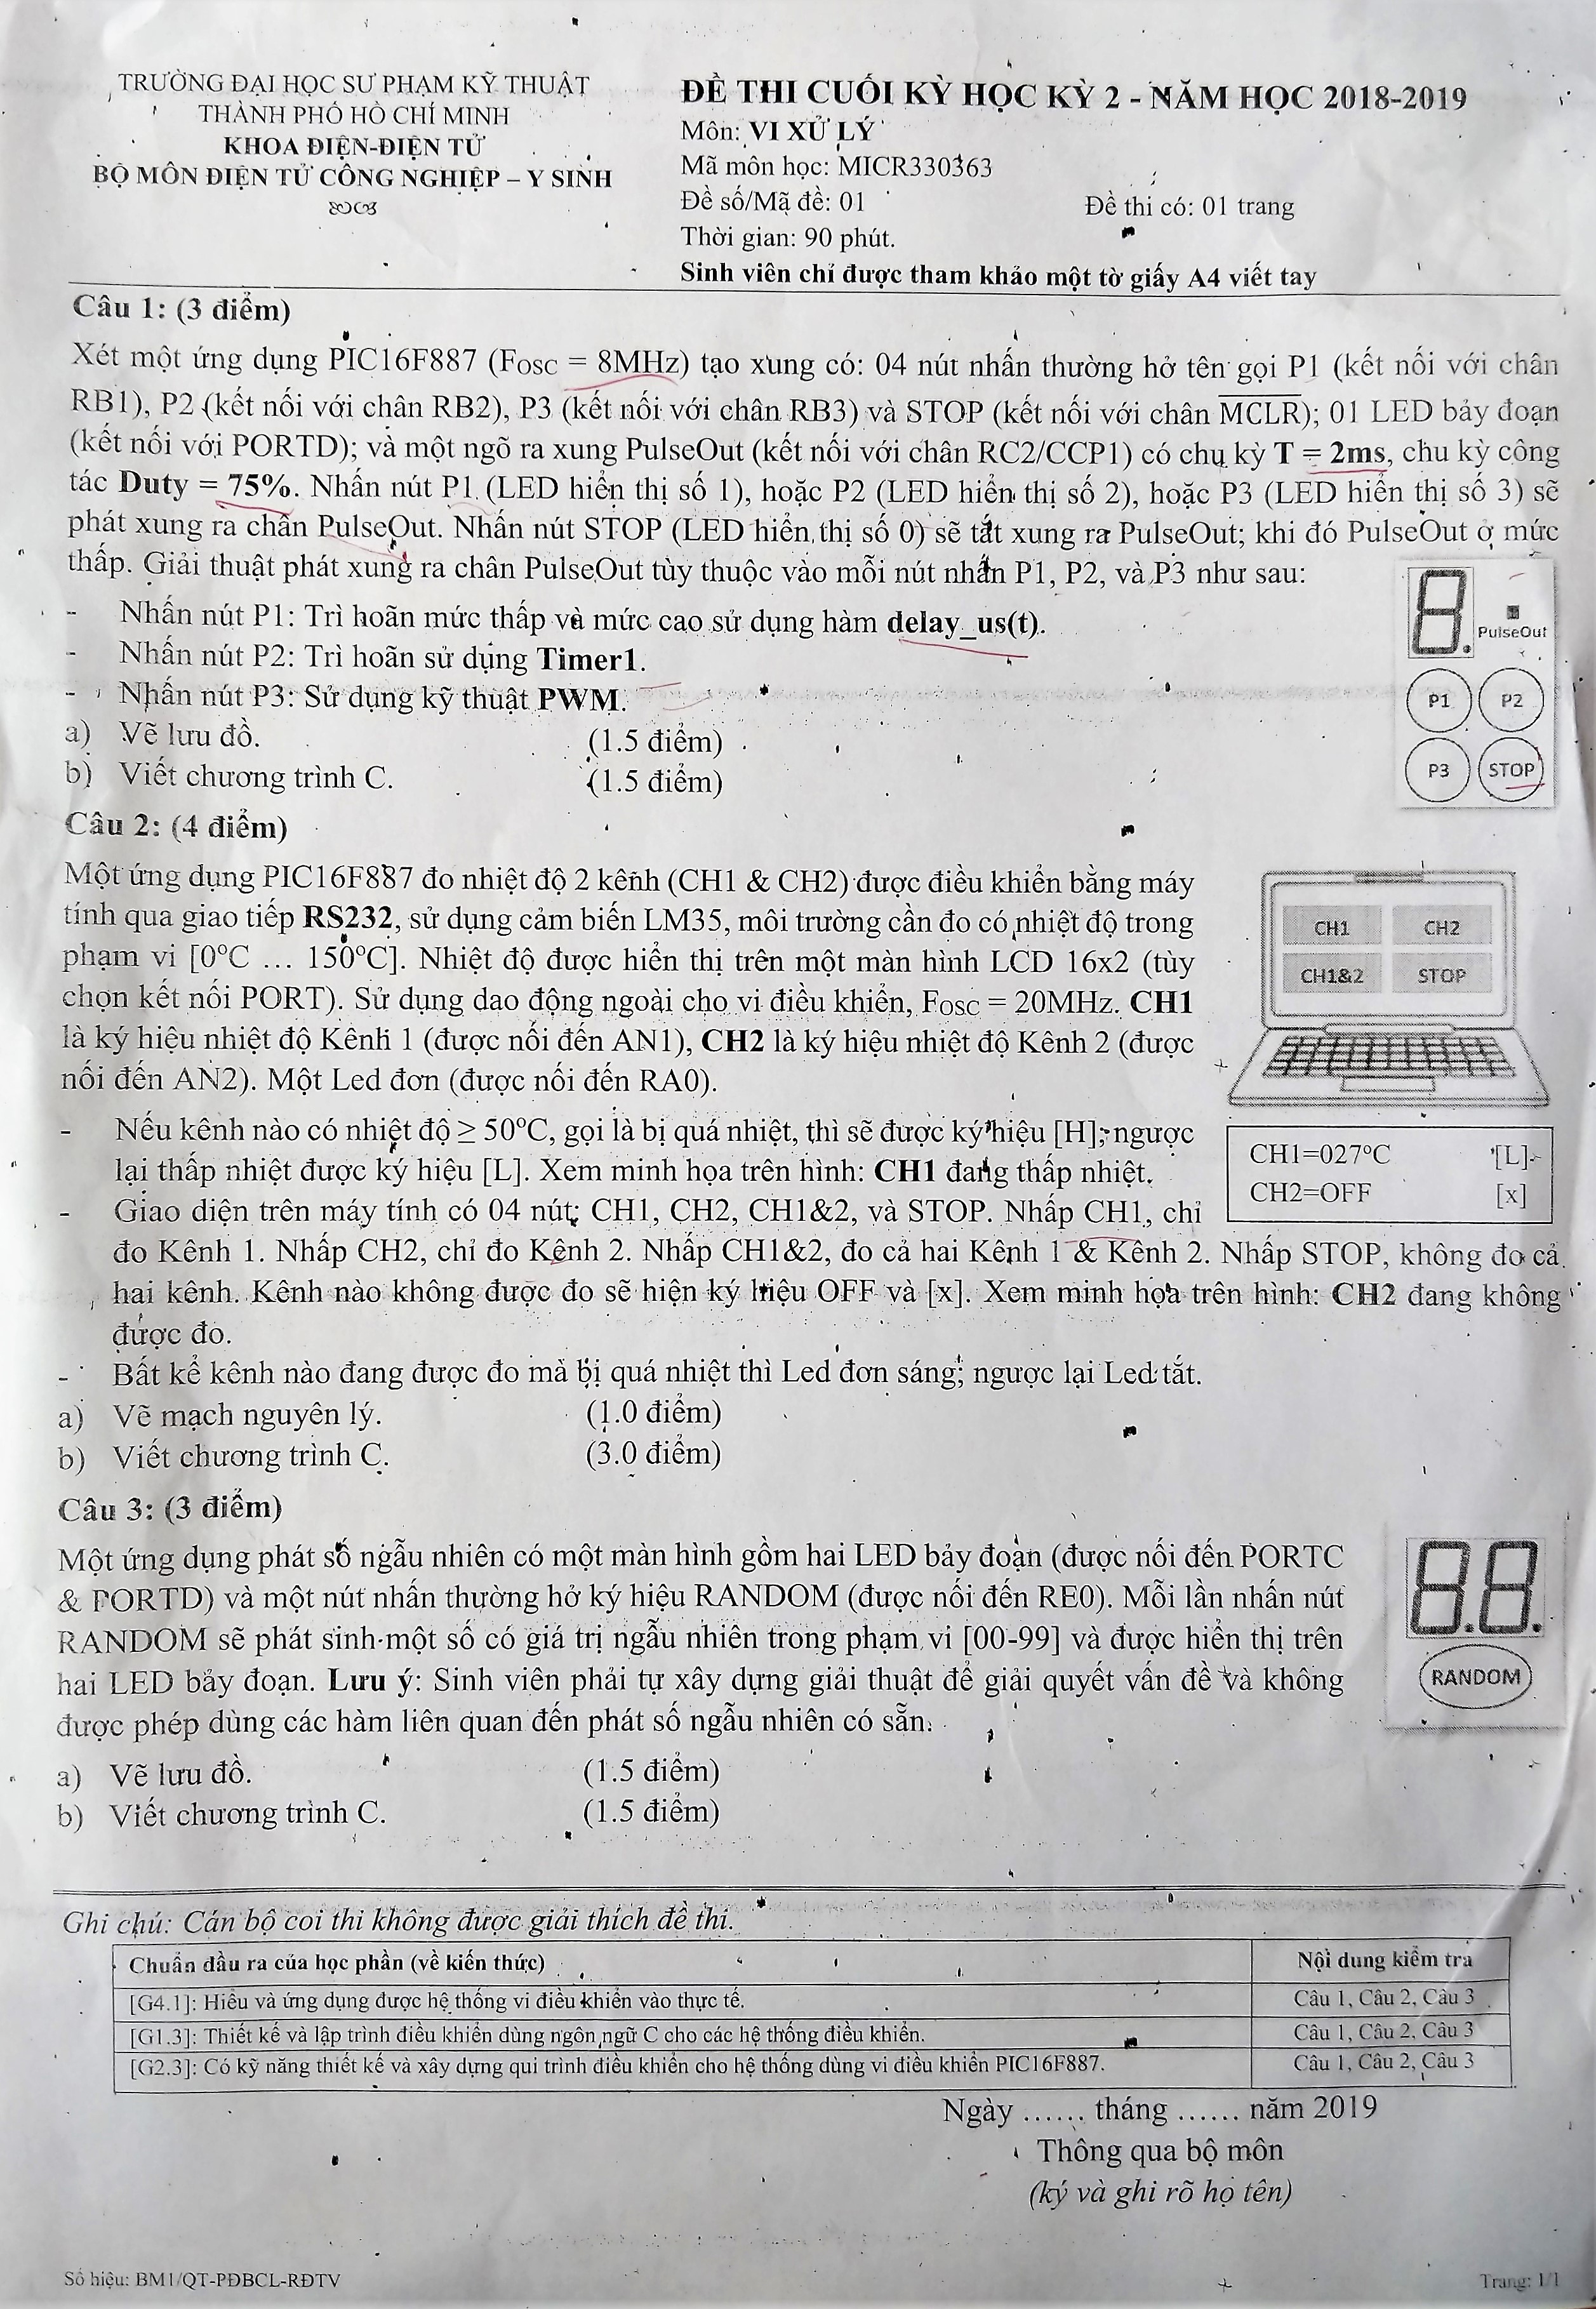 TRƯỜNG ĐẠI HỌC SƯ PHẠM KỸ THUẬT
THÀNH PHỐ HỒ CHÍ MINH
KHOA ĐIỆN-ĐIỆN TỬ
BỘ MÔN ĐIỆN TỬ CÔNG NGHIỆP – Y SINH
ĐỀ THI CUỐI KỲ HỌC KỲ 2 - NĂM HỌC 2018-2019
Môn: VI XỬ LÝ
Mã môn học: MICR330363
Đề số/Mã đề: 01 Đề thi có: 01 trang
Thời gian: 90 phút.
Sinh viên chỉ được tham khảo một tờ giấy A4 viết tay
Câu 1: (3 điểm)
Xét một ứng dụng PIC16F887 (FOSC = 8MHz) tạo xung có: 04 nút nhấn thường hở tên gọi P1 (kết nối với chân
RB1), P2 (kết nối với chân RB2), P3 (kết nối với chân RB3) và STOP (kết nối với chân MCLR); 01 LED bảy đoạn
(kết nối với PORTD); và một ngõ ra xung PulseOut (kết nối với chân RC2/CCP1) có chu kỳ T = 2ms, chu kỳ công
tác Duty = 75%. Nhấn nút P1 (LED hiển thị số 1), hoặc P2 (LED hiển thị số 2), hoặc P3 (LED hiển thị số 3) sẽ
phát xung ra chân PulseOut. Nhấn nút STOP (LED hiển thị số 0) sẽ tắt xung ra PulseOut; khi đó PulseOut ở mức
thấp. Giải thuật phát xung ra chân PulseOut tùy thuộc vào mỗi nút nhấn P1, P2, và P3 như sau:
- Nhấn nút P1: Trì hoãn mức thấp và mức cao sử dụng hàm delay_us(t).
- Nhấn nút P2: Trì hoãn sử dụng Timer1.
- Nhấn nút P3: Sử dụng kỹ thuật PWM.
a) Vẽ lưu đồ. (1.5 điểm)
b) Viết chương trình C. (1.5 điểm)
PulseOut
P1 P2
P3 STOP
Câu 2: (4 điểm)
Một ứng dụng PIC16F887 đo nhiệt độ 2 kênh (CH1 & CH2) được điều khiển bằng máy
tính qua giao tiếp RS232, sử dụng cảm biến LM35, môi trường cần đo có nhiệt độ trong
phạm vi [0°C … 150°C]. Nhiệt độ được hiển thị trên một màn hình LCD 16x2 (tùy
chọn kết nối PORT). Sử dụng dao động ngoài cho vi điều khiển, FOSC = 20MHz. CH1
là ký hiệu nhiệt độ Kênh 1 (được nối đến AN1), CH2 là ký hiệu nhiệt độ Kênh 2 (được
nối đến AN2). Một Led đơn (được nối đến RA0).
CH1 CH2
CH1&2 STOP
- Nếu kênh nào có nhiệt độ ≥ 50°C, gọi là bị quá nhiệt, thì sẽ được ký hiệu [H]; ngược
lại thấp nhiệt được ký hiệu [L]. Xem minh họa trên hình: CH1 đang thấp nhiệt.
CH1=027°C [L]
CH2=OFF [x]
- Giao diện trên máy tính có 04 nút: CH1, CH2, CH1&2, và STOP. Nhấp CH1, chỉ
đo Kênh 1. Nhấp CH2, chỉ đo Kênh 2. Nhấp CH1&2, đo cả hai Kênh 1 & Kênh 2. Nhấp STOP, không đo cả
hai kênh. Kênh nào không được đo sẽ hiện ký hiệu OFF và [x]. Xem minh họa trên hình: CH2 đang không
được đo.
- Bất kể kênh nào đang được đo mà bị quá nhiệt thì Led đơn sáng; ngược lại Led tắt.
a) Vẽ mạch nguyên lý. (1.0 điểm)
b) Viết chương trình C. (3.0 điểm)
Câu 3: (3 điểm)
Một ứng dụng phát số ngẫu nhiên có một màn hình gồm hai LED bảy đoạn (được nối đến PORTC
& PORTD) và một nút nhấn thường hở ký hiệu RANDOM (được nối đến RE0). Mỗi lần nhấn nút
RANDOM sẽ phát sinh một số có giá trị ngẫu nhiên trong phạm vi [00-99] và được hiển thị trên
hai LED bảy đoạn. Lưu ý: Sinh viên phải tự xây dựng giải thuật để giải quyết vấn đề và không
được phép dùng các hàm liên quan đến phát số ngẫu nhiên có sẵn.
RANDOM
a) Vẽ lưu đồ. (1.5 điểm)
b) Viết chương trình C. (1.5 điểm)
Ghi chú: Cán bộ coi thi không được giải thích đề thi.
Chuẩn đầu ra của học phần (về kiến thức) Nội dung kiểm tra
[G4.1]: Hiểu và ứng dụng được hệ thống vi điều khiển vào thực tế. Câu 1, Câu 2, Câu 3
[G1.3]: Thiết kế và lập trình điều khiển dùng ngôn ngữ C cho các hệ thống điều khiển. Câu 1, Câu 2, Câu 3
[G2.3]: Có kỹ năng thiết kế và xây dựng qui trình điều khiển cho hệ thống dùng vi điều khiển PIC16F887. Câu 1, Câu 2, Câu 3
Ngày …… tháng …… năm 2019
Thông qua bộ môn
(ký và ghi rõ họ tên)
Số hiệu: BM1/QT-PĐBCL-RĐTV Trang: 1/1